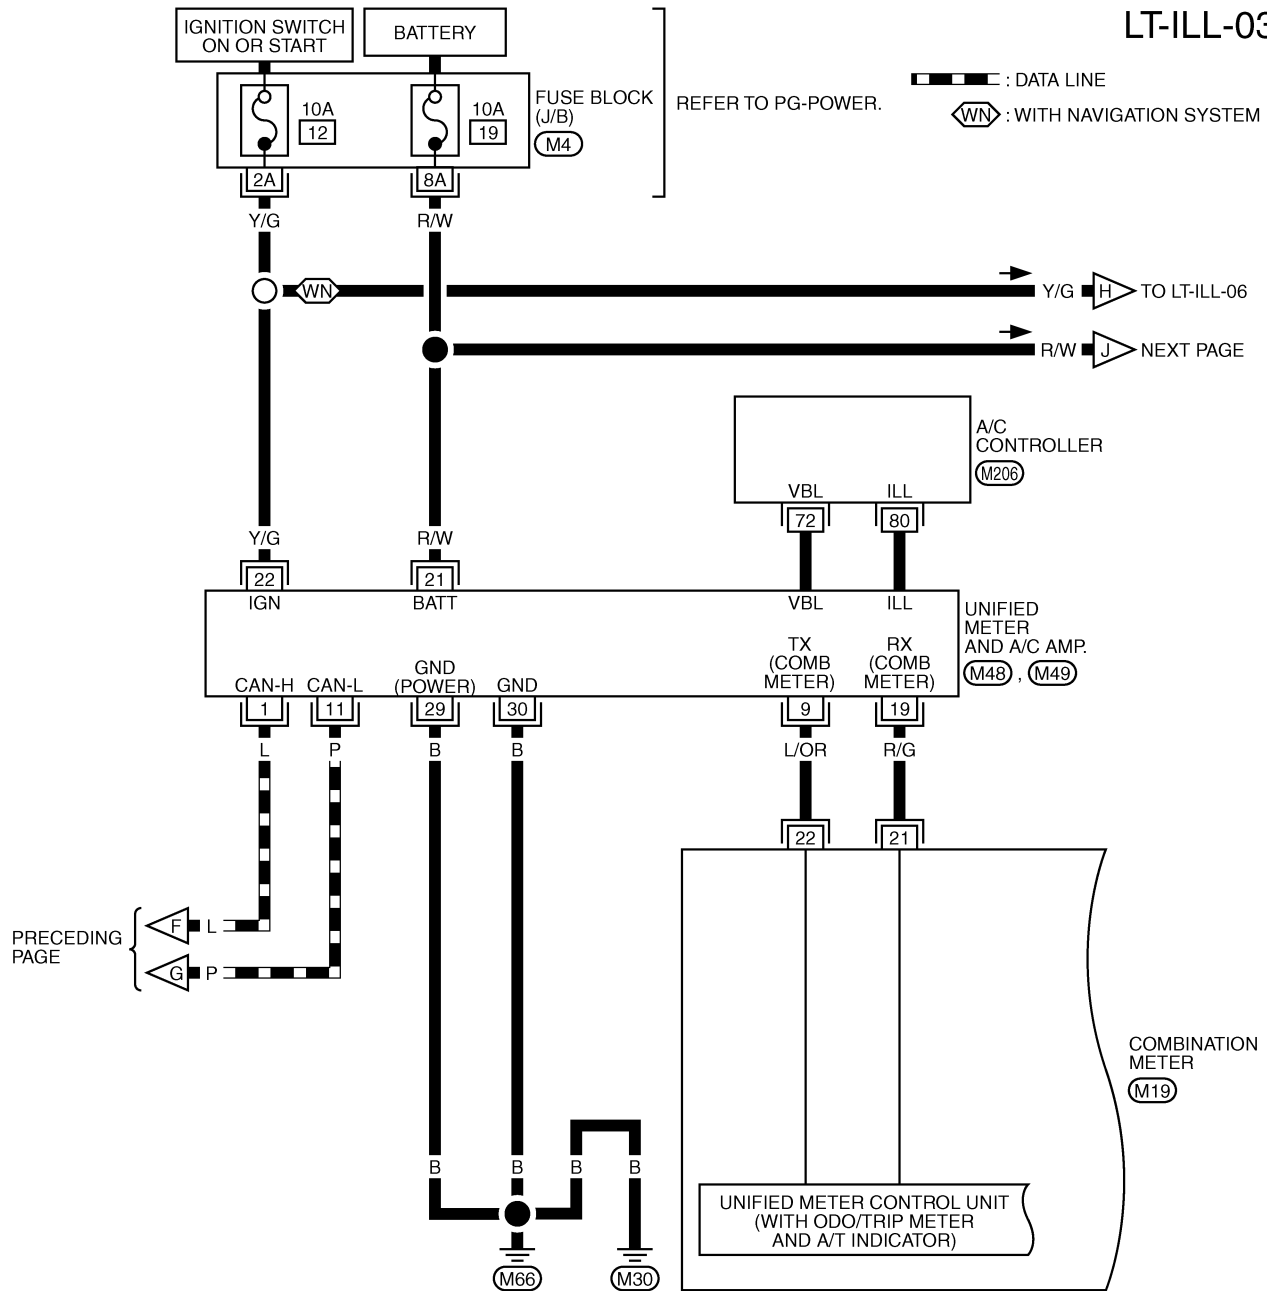 LT-ILL-03
IGNITION SWITCH
ON OR START
BATTERY
: DATA LINE
WN : WITH NAVIGATION SYSTEM
10A
12
10A
19
FUSE BLOCK
(J/B)
M4
REFER TO PG-POWER.
2A
8A
Y/G
R/W
WN
Y/G
H
TO LT-ILL-06
R/W
J
NEXT PAGE
A/C
CONTROLLER
M206
VBL
ILL
72
80
Y/G
R/W
22
21
IGN
BATT
VBL
ILL
UNIFIED
METER
AND A/C AMP.
M48 , M49
TX
(COMB
METER)
RX
(COMB
METER)
CAN-H
CAN-L
GND
(POWER)
GND
1
11
29
30
9
19
L
P
B
B
L/OR
R/G
22
21
PRECEDING
PAGE
F
L
G
P
COMBINATION
METER
M19
B
B
B
B
UNIFIED METER CONTROL UNIT
(WITH ODO/TRIP METER
AND A/T INDICATOR)
M66
M30